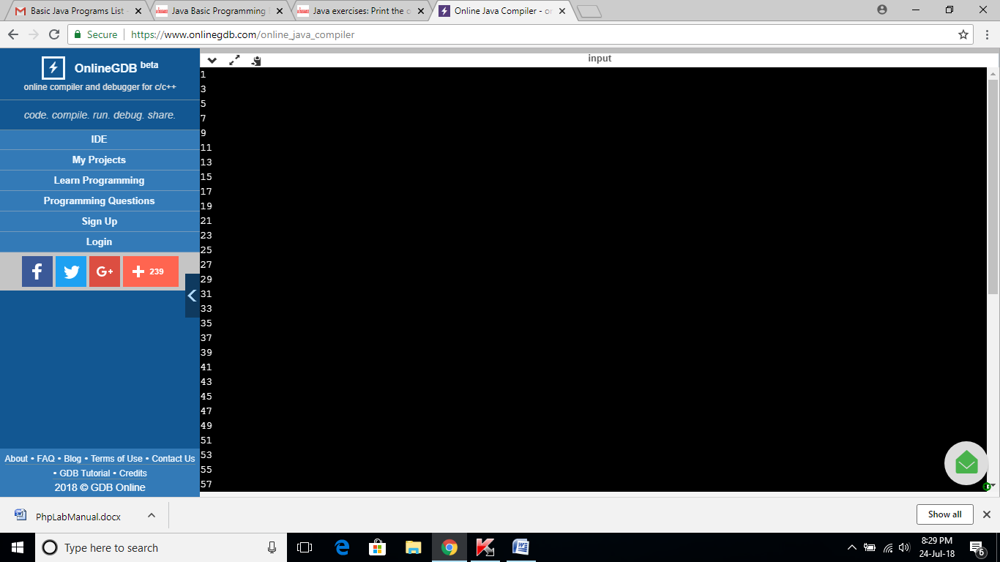 Basic Java Programs List
Java Basic Programming
Java exercises: Print the o
Online Java Compiler - or
Secure
https://www.onlinegdb.com/online_java_compiler
OnlineGDB beta
online compiler and debugger for c/c++
code. compile. run. debug. share.
IDE
My Projects
Learn Programming
Programming Questions
Sign Up
Login
f
G+
239
About • FAQ • Blog • Terms of Use • Contact Us
• GDB Tutorial • Credits
2018 © GDB Online
input
1
3
5
7
9
11
13
15
17
19
21
23
25
27
29
31
33
35
37
39
41
43
45
47
49
51
53
55
57
PhpLabManual.docx
Show all
Type here to search
8:29 PM
24-Jul-18
6